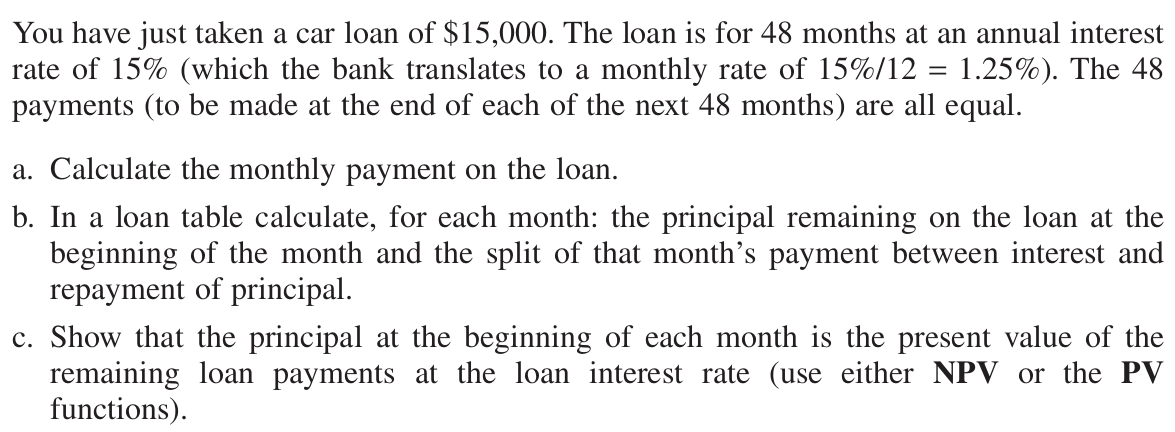 You have just taken a car loan of $15,000. The loan is for 48 months at an annual interest
rate of 15% (which the bank translates to a monthly rate of 15%/12 = 1.25%). The 48
payments (to be made at the end of each of the next 48 months) are all equal.
a. Calculate the monthly payment on the loan.
b. In a loan table calculate, for each month: the principal remaining on the loan at the
beginning of the month and the split of that month’s payment between interest and
repayment of principal.
c. Show that the principal at the beginning of each month is the present value of the
remaining loan payments at the loan interest rate (use either NPV or the PV
functions).